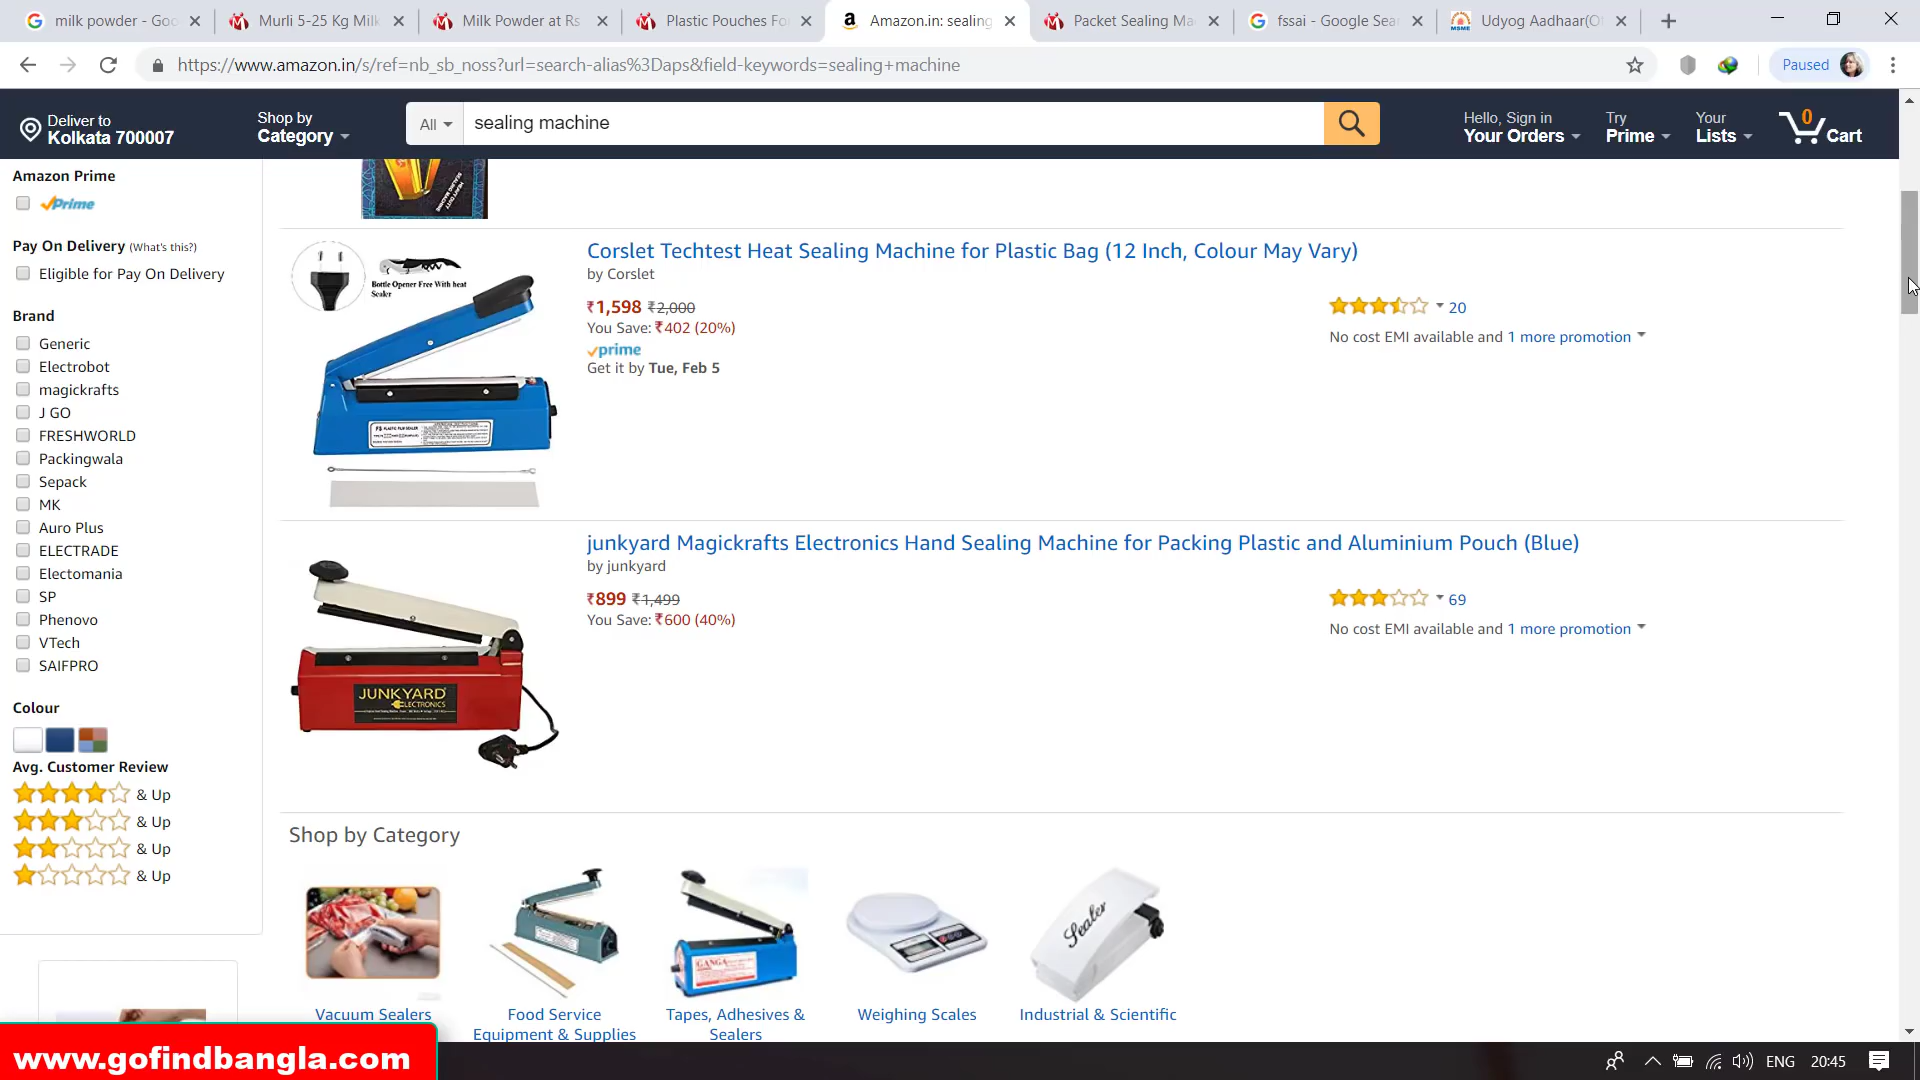 milk powder - Goo
Murli 5-25 Kg Milk
Milk Powder at Rs
Plastic Pouches For
Amazon.in: sealing
Packet Sealing Ma
fssai - Google Sea
Udyog Aadhaar(O
https://www.amazon.in/s/ref=nb_sb_noss?url=search-alias%3Daps&field-keywords=sealing+machine
Paused
Deliver to
Kolkata 700007
Shop by
Category
All
sealing machine
Hello, Sign in
Your Orders
Try
Prime
Your
Lists
0
Cart
Amazon Prime
Prime
Pay On Delivery (What's this?)
Eligible for Pay On Delivery
Brand
Generic
Electrobot
magickrafts
J GO
FRESHWORLD
Packingwala
Sepack
MK
Auro Plus
ELECTRADE
Electomania
SP
Phenovo
VTech
SAIFPRO
Colour
Avg. Customer Review
& Up
& Up
& Up
& Up
HEAVY DUTY
SEALING MACHINE
Bottle Opener Free With heat
Sealer
Corslet Techtest Heat Sealing Machine for Plastic Bag (12 Inch, Colour May Vary)
by Corslet
₹1,598 ₹2,000
You Save: ₹402 (20%)
prime
Get it by Tue, Feb 5
20
No cost EMI available and 1 more promotion
JUNKYARD
ELECTRONICS
junkyard Magickrafts Electronics Hand Sealing Machine for Packing Plastic and Aluminium Pouch (Blue)
by junkyard
₹899 ₹1,499
You Save: ₹600 (40%)
69
No cost EMI available and 1 more promotion
Shop by Category
GANGA
Sealer
Vacuum Sealers
Food Service
Equipment & Supplies
Tapes, Adhesives &
Sealers
Weighing Scales
Industrial & Scientific
www.gofindbangla.com
ENG
20:45